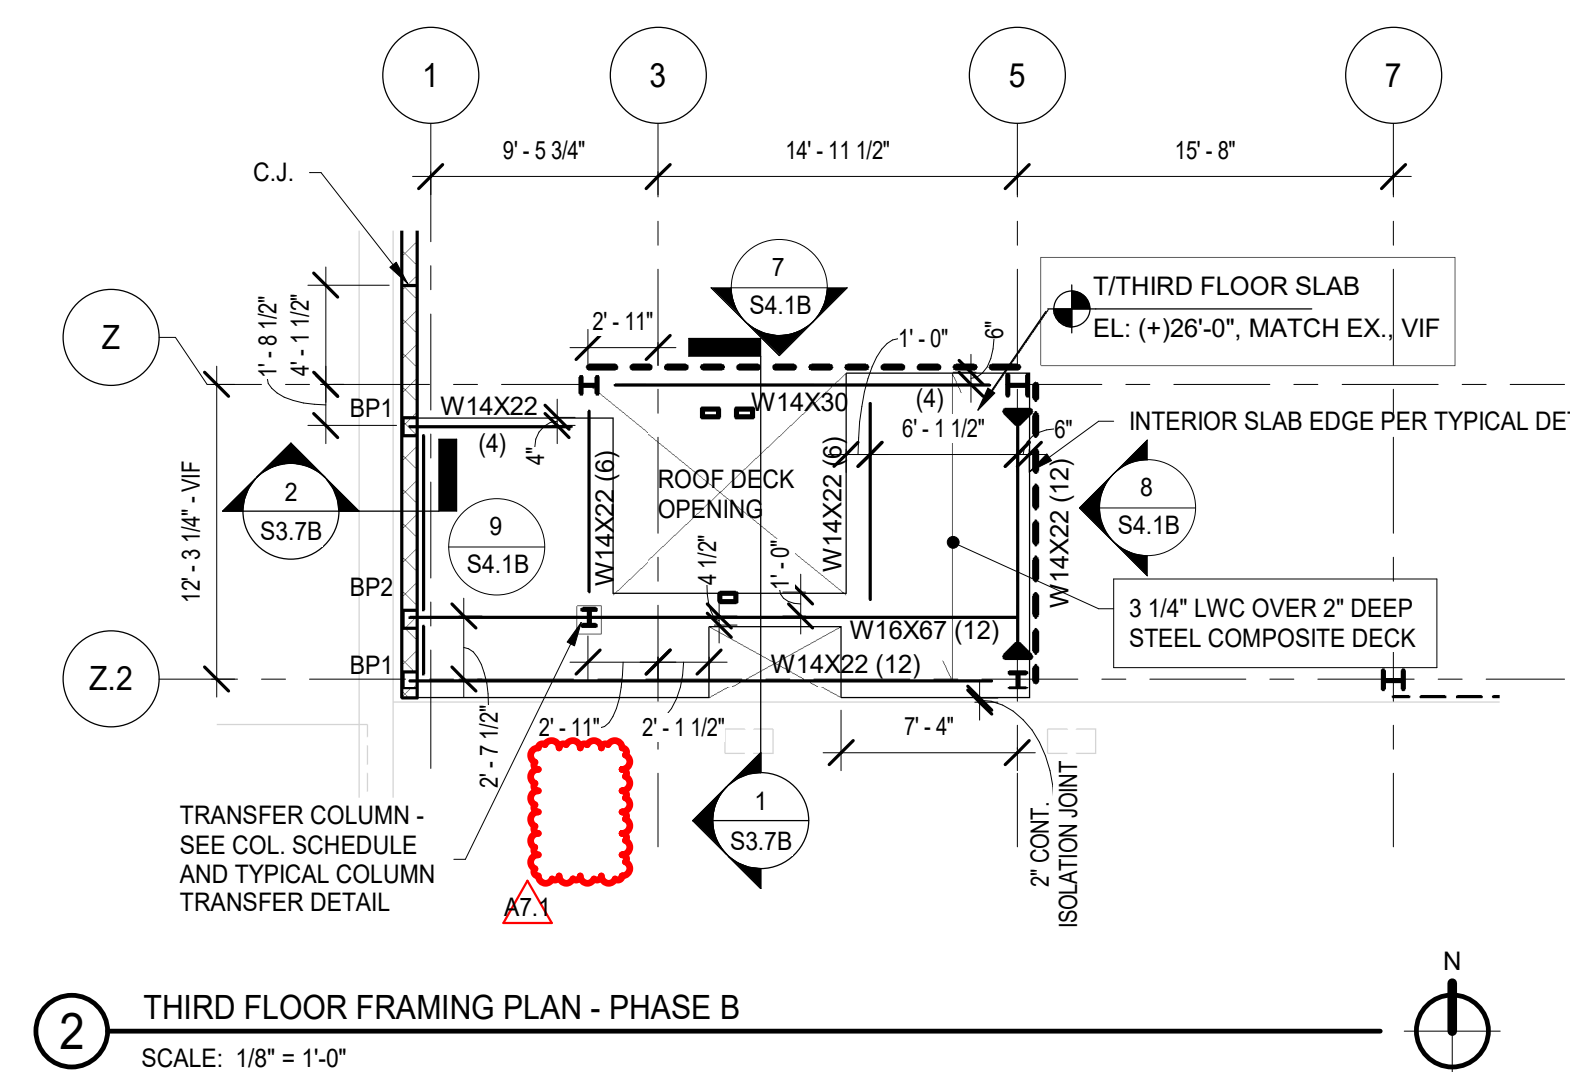 1
3
5
7
9' - 5 3/4"
14' - 11 1/2"
15' - 8"
C.J.
7
S4.1B
T/THIRD FLOOR SLAB
EL: (+)26'-0", MATCH EX., VIF
1' - 8 1/2"
4' - 1 1/2"
2' - 11"
1' - 0"
6"
Z
BP1
W14X22
(4)
4"
W14X30
(4)
6' - 1 1/2"
6"
INTERIOR SLAB EDGE PER TYPICAL DET
12' - 3 1/4" - VIF
2
S3.7B
9
S4.1B
W14X22 (6)
ROOF DECK
OPENING
W14X22 (6)
W14X22 (12)
8
S4.1B
4 1/2"
1' - 0"
BP2
3 1/4" LWC OVER 2" DEEP
STEEL COMPOSITE DECK
W16X67 (12)
BP1
W14X22 (12)
Z.2
2' - 7 1/2"
2' - 11"
2' - 1 1/2"
7' - 4"
2" CONT.
ISOLATION JOINT
1
S3.7B
TRANSFER COLUMN -
SEE COL. SCHEDULE
AND TYPICAL COLUMN
TRANSFER DETAIL
A7.1
N
2
THIRD FLOOR FRAMING PLAN - PHASE B
SCALE: 1/8" = 1'-0"